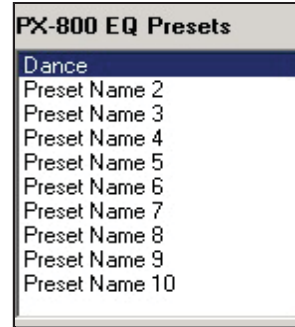 PX-800 EQ Presets
Dance
Preset Name 2
Preset Name 3
Preset Name 4
Preset Name 5
Preset Name 6
Preset Name 7
Preset Name 8
Preset Name 9
Preset Name 10